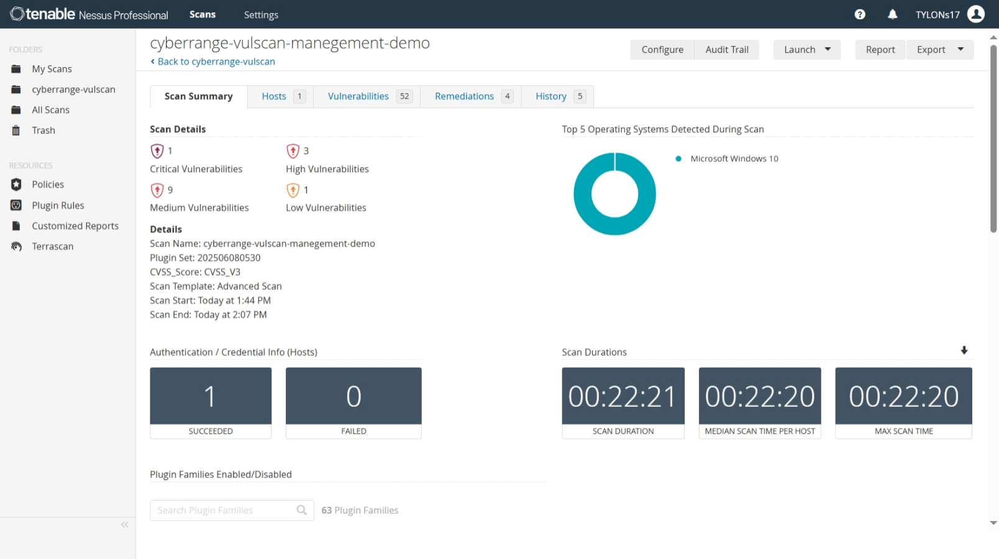 tenable Nessus Professional
Scans
Settings
?
TYLONs17
FOLDERS
My Scans
cyberrange-vulscan
All Scans
Trash
RESOURCES
Policies
Plugin Rules
Customized Reports
Terrascan
cyberrange-vulscan-manegement-demo
Back to cyberrange-vulscan
Configure
Audit Trail
Launch
Report
Export
Scan Summary
Hosts 1
Vulnerabilities 52
Remediations 4
History 5
Scan Details
1
Critical Vulnerabilities
3
High Vulnerabilities
9
Medium Vulnerabilities
1
Low Vulnerabilities
Details
Scan Name: cyberrange-vulscan-manegement-demo
Plugin Set: 202506080530
CVSS_Score: CVSS_V3
Scan Template: Advanced Scan
Scan Start: Today at 1:44 PM
Scan End: Today at 2:07 PM
Top 5 Operating Systems Detected During Scan
Microsoft Windows 10
Authentication / Credential Info (Hosts)
1
SUCCEEDED
0
FAILED
Scan Durations
00:22:21
SCAN DURATION
00:22:20
MEDIAN SCAN TIME PER HOST
00:22:20
MAX SCAN TIME
Plugin Families Enabled/Disabled
Search Plugin Families
63 Plugin Families